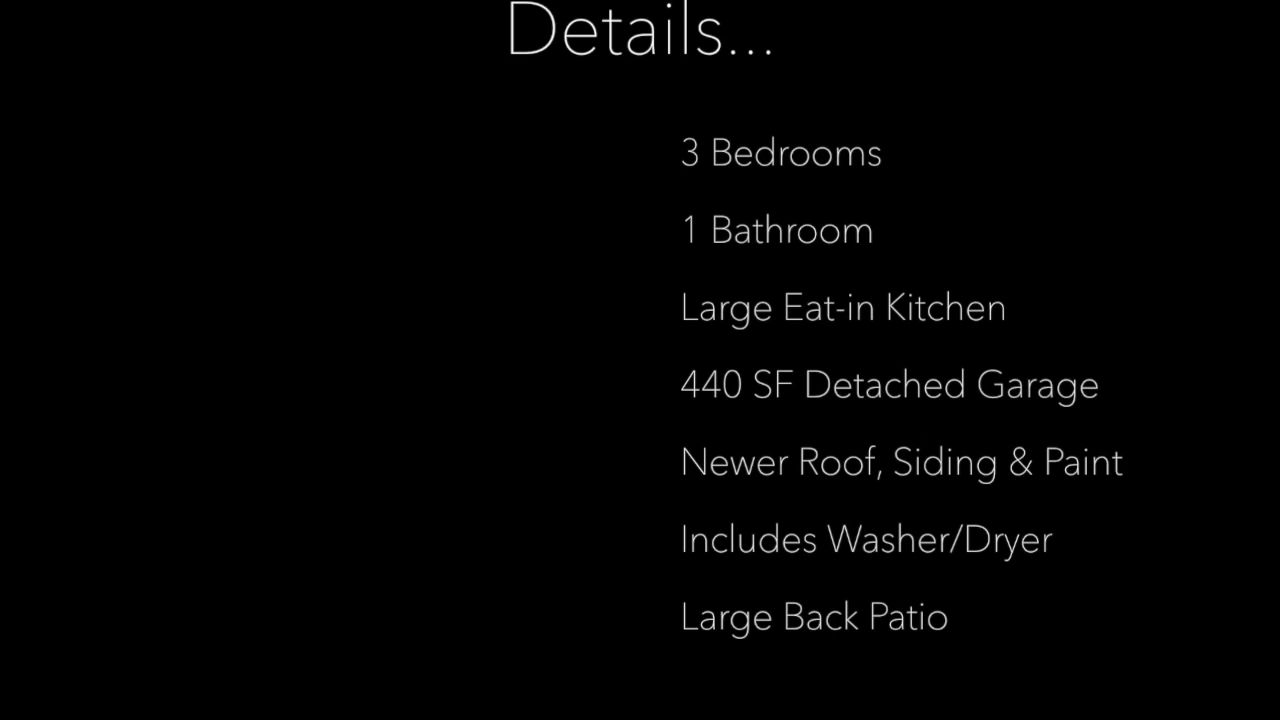 Details...
3 Bedrooms
1 Bathroom
Large Eat-in Kitchen
440 SF Detached Garage
Newer Roof, Siding & Paint
Includes Washer/Dryer
Large Back Patio